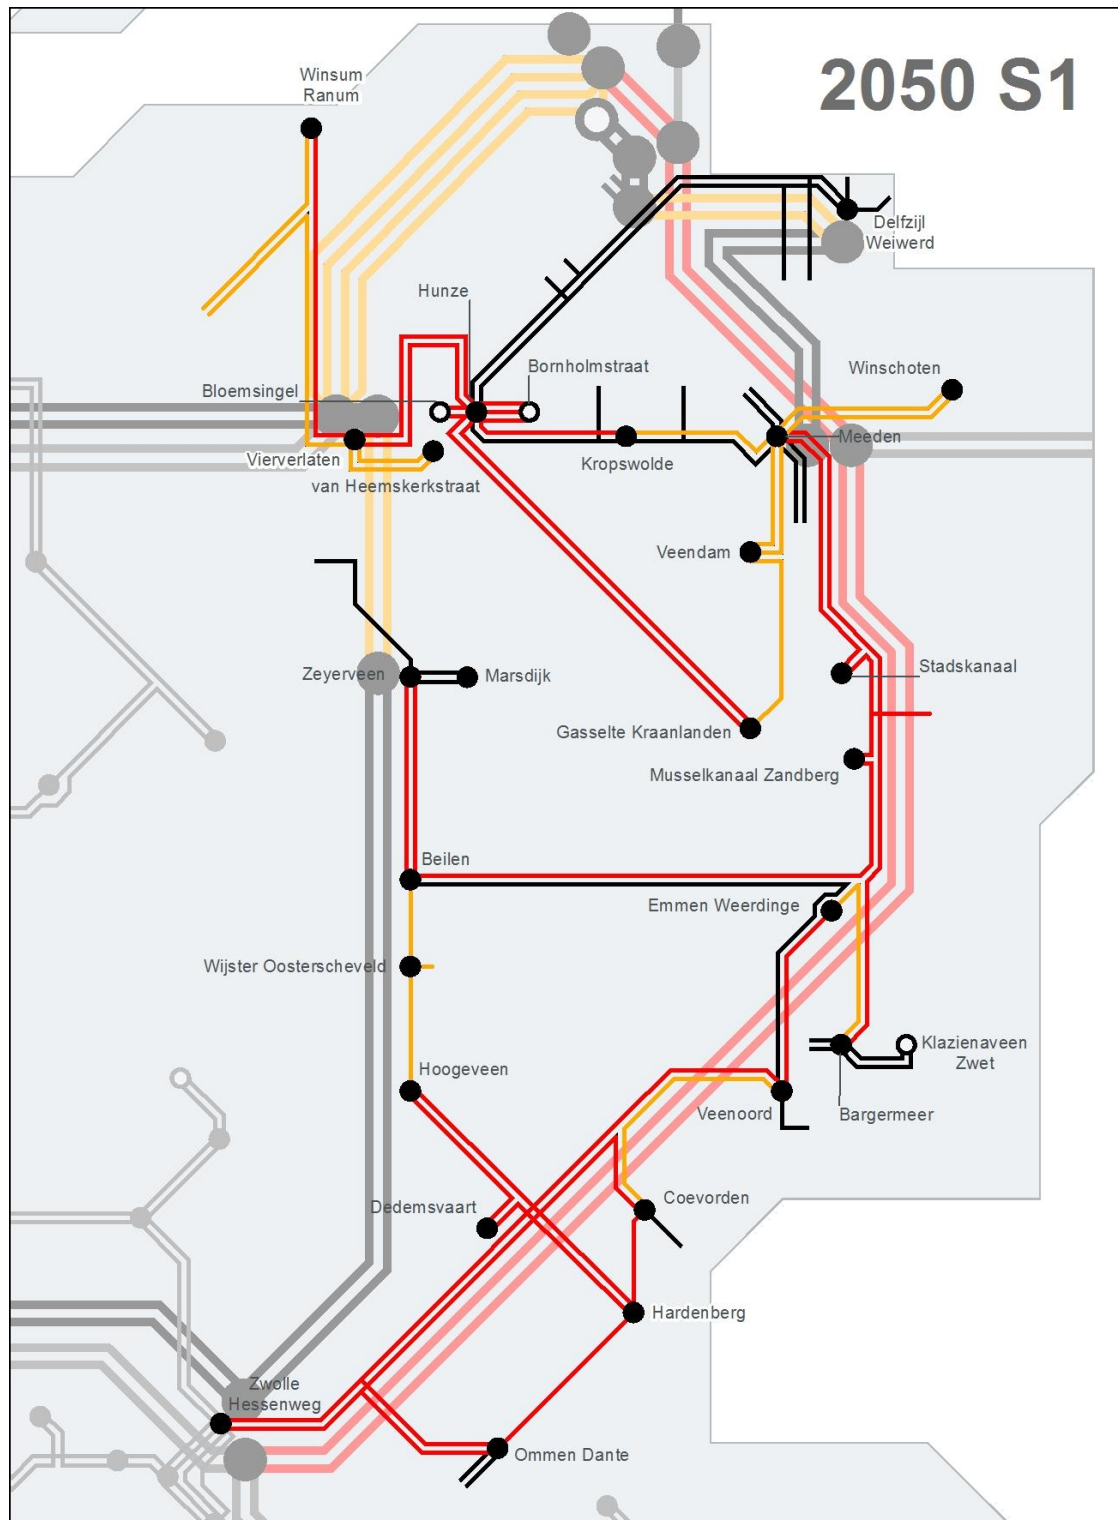 2050 S1
Winsum
Ranum
Delfzijl
Weiwerd
Hunze
Bornholmstraat
Winschoten
Bloemsingel
Meeden
Vierverlaten
Kropswolde
van Heemskerkstraat
Veendam
Zeyerveen
Marsdijk
Stadskanaal
Gasselte Kraanlanden
Musselkanaal Zandberg
Beilen
Emmen Weerdinge
Wijster Oosterscheveld
Klazienaveen
Zwet
Hoogeveen
Veenoord
Bargermeer
Dedemsvaart
Coevorden
Hardenberg
Zwolle
Hessenweg
Ommen Dante